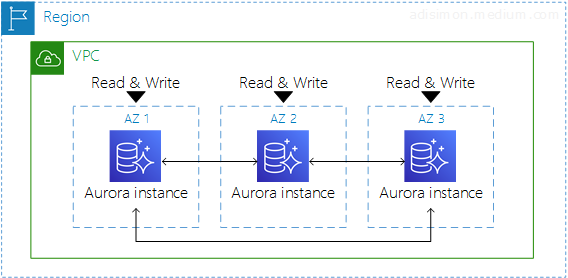 Region
adksimon.medium.com
VPC
Read & Write
Read & Write
Read & Write
AZ 1
AZ 2
AZ 3
Aurora instance
Aurora instance
Aurora instance